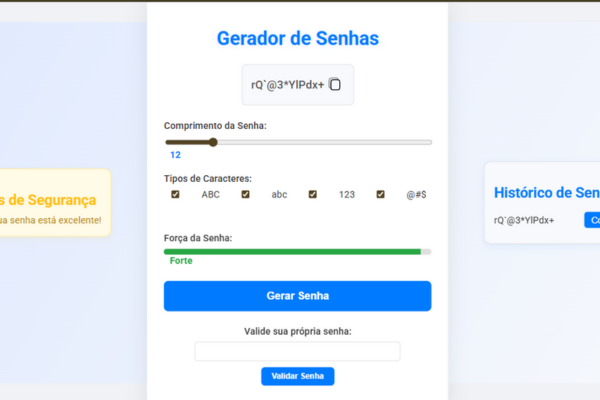 Gerador de Senhas
rQ`@3*YlPdx+
Comprimento da Senha:
12
Tipos de Caracteres:
ABC abc 123 @#$
Força da Senha:
Forte
Gerar Senha
Valide sua própria senha:
Validar Senha
s de Segurança
ua senha está excelente!
Histórico de Sen
rQ`@3*YlPdx+
Co